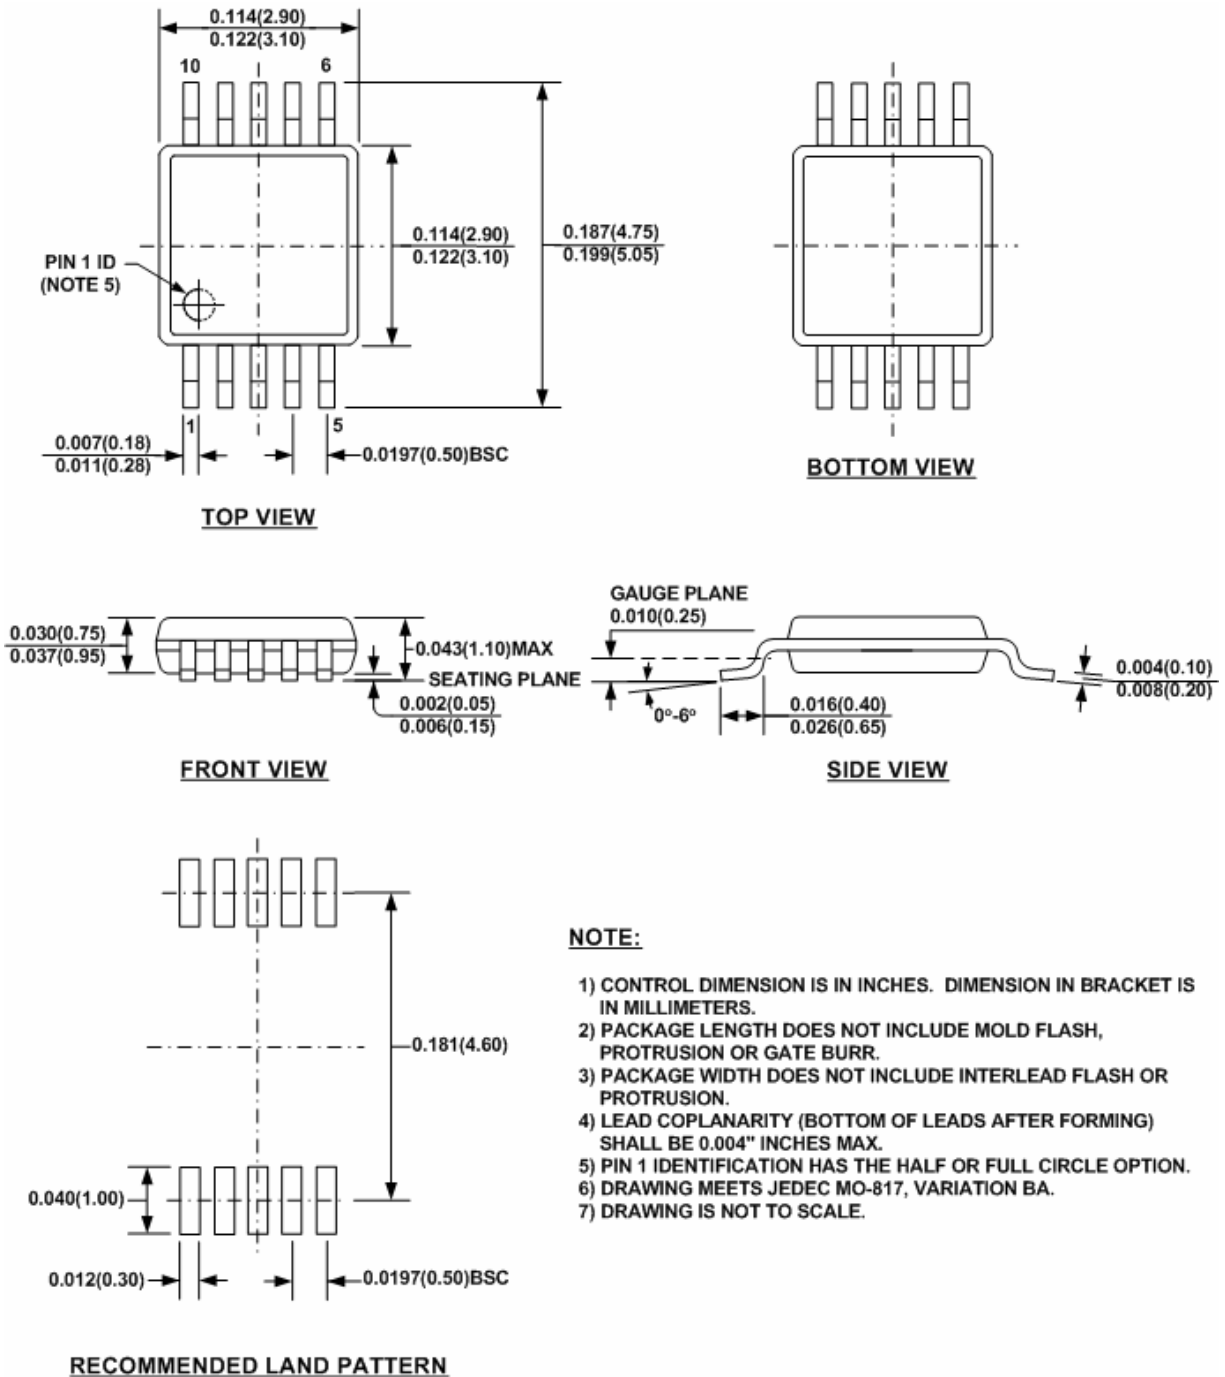 0.114(2.90)
0.122(3.10)
10
6
0.114(2.90)
0.122(3.10)
0.187(4.75)
0.199(5.05)
PIN 1 ID
(NOTE 5)
1
5
0.007(0.18)
0.011(0.28)
0.0197(0.50)BSC
TOP VIEW
BOTTOM VIEW
0.030(0.75)
0.037(0.95)
0.043(1.10)MAX
SEATING PLANE
0.002(0.05)
0.006(0.15)
FRONT VIEW
GAUGE PLANE
0.010(0.25)
0º-6º
0.016(0.40)
0.026(0.65)
0.004(0.10)
0.008(0.20)
SIDE VIEW
0.181(4.60)
0.040(1.00)
0.012(0.30)
0.0197(0.50)BSC
RECOMMENDED LAND PATTERN
NOTE:
1) CONTROL DIMENSION IS IN INCHES. DIMENSION IN BRACKET IS
IN MILLIMETERS.
2) PACKAGE LENGTH DOES NOT INCLUDE MOLD FLASH,
PROTRUSION OR GATE BURR.
3) PACKAGE WIDTH DOES NOT INCLUDE INTERLEAD FLASH OR
PROTRUSION.
4) LEAD COPLANARITY (BOTTOM OF LEADS AFTER FORMING)
SHALL BE 0.004" INCHES MAX.
5) PIN 1 IDENTIFICATION HAS THE HALF OR FULL CIRCLE OPTION.
6) DRAWING MEETS JEDEC MO-817, VARIATION BA.
7) DRAWING IS NOT TO SCALE.